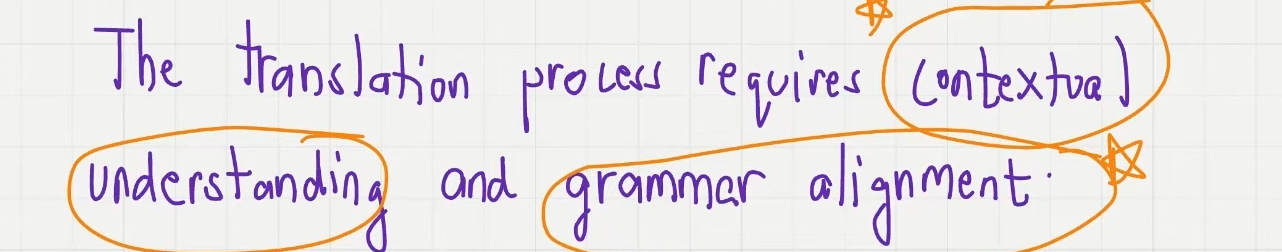 The translation process requires contextual
understanding and grammar alignment.